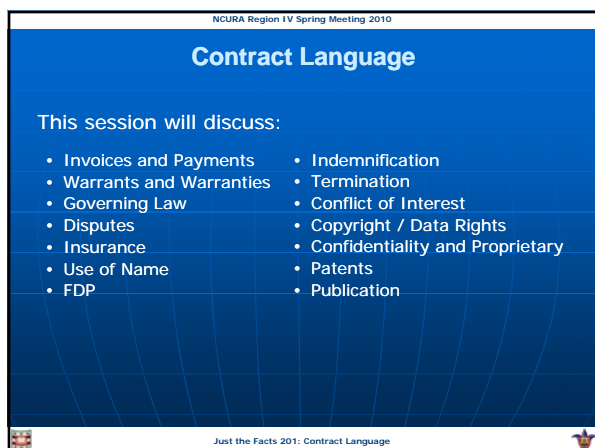 NCURA Region IV Spring Meeting 2010
Contract Language
This session will discuss:
• Invoices and Payments
• Warrants and Warranties
• Governing Law
• Disputes
• Insurance
• Use of Name
• FDP
• Indemnification
• Termination
• Conflict of Interest
• Copyright / Data Rights
• Confidentiality and Proprietary
• Patents
• Publication
Just the Facts 201: Contract Language